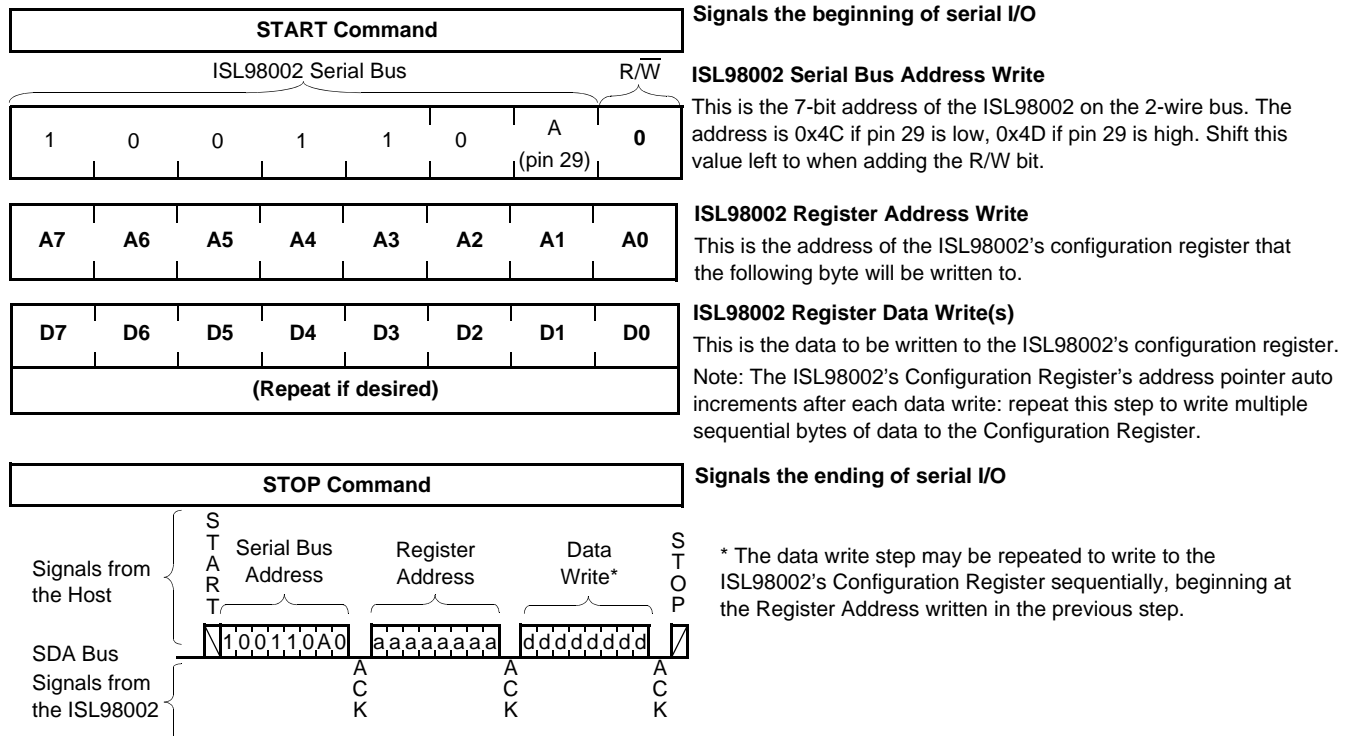 START Command
Signals the beginning of serial I/O
ISL98002 Serial Bus R/W
ISL98002 Serial Bus Address Write
This is the 7-bit address of the ISL98002 on the 2-wire bus. The
address is 0x4C if pin 29 is low, 0x4D if pin 29 is high. Shift this
value left to when adding the R/W bit.
1 0 0 1 1 0 A (pin 29) 0
ISL98002 Register Address Write
This is the address of the ISL98002's configuration register that
the following byte will be written to.
A7 A6 A5 A4 A3 A2 A1 A0
ISL98002 Register Data Write(s)
This is the data to be written to the ISL98002's configuration register.
Note: The ISL98002's Configuration Register's address pointer auto
increments after each data write: repeat this step to write multiple
sequential bytes of data to the Configuration Register.
D7 D6 D5 D4 D3 D2 D1 D0
(Repeat if desired)
STOP Command
Signals the ending of serial I/O
Signals from
the Host
START
Serial Bus
Address
Register
Address
Data
Write*
STOP
* The data write step may be repeated to write to the
ISL98002's Configuration Register sequentially, beginning at
the Register Address written in the previous step.
SDA Bus
1 0 0 1 1 0 A 0 a a a a a a a a d d d d d d d d
Signals from
the ISL98002
ACK ACK ACK